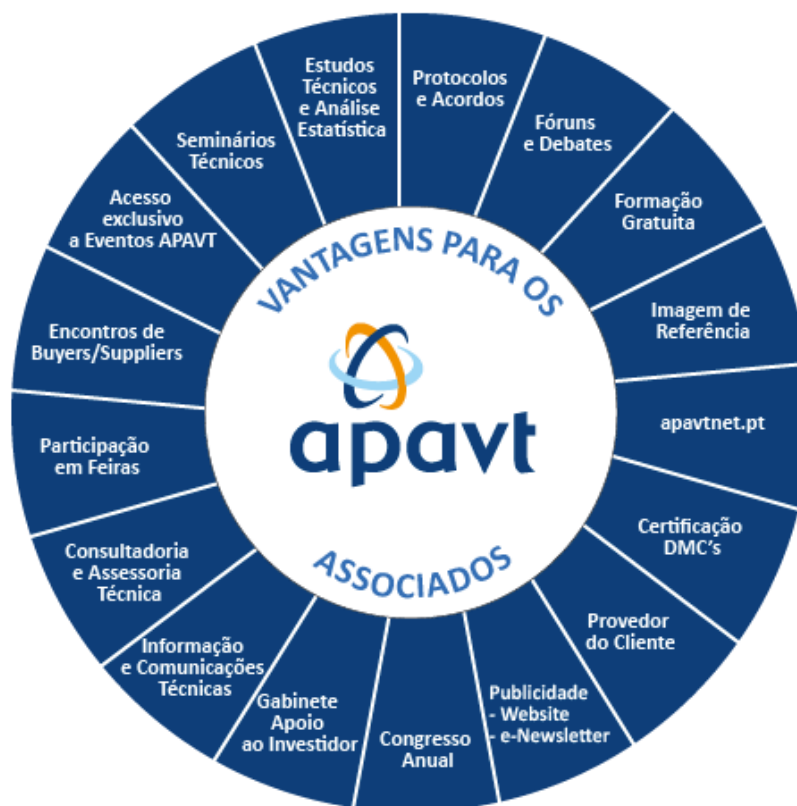 Estudos
Técnicos
e Análise
Estatística
Protocolos
e Acordos
Fóruns
e Debates
Formação
Gratuita
Imagem de
Referência
apavtnet.pt
Certificação
DMC's
Provedor
do Cliente
Publicidade
- Website
- e-Newsletter
Congresso
Anual
Gabinete
Apoio
ao Investidor
Informação
e Comunicações
Técnicas
Consultadoria
e Assessoria
Técnica
Participação
em Feiras
Encontros de
Buyers/Suppliers
Acesso
exclusivo
a Eventos APAVT
Seminários
Técnicos
VANTAGENS PARA OS
apavt
ASSOCIADOS